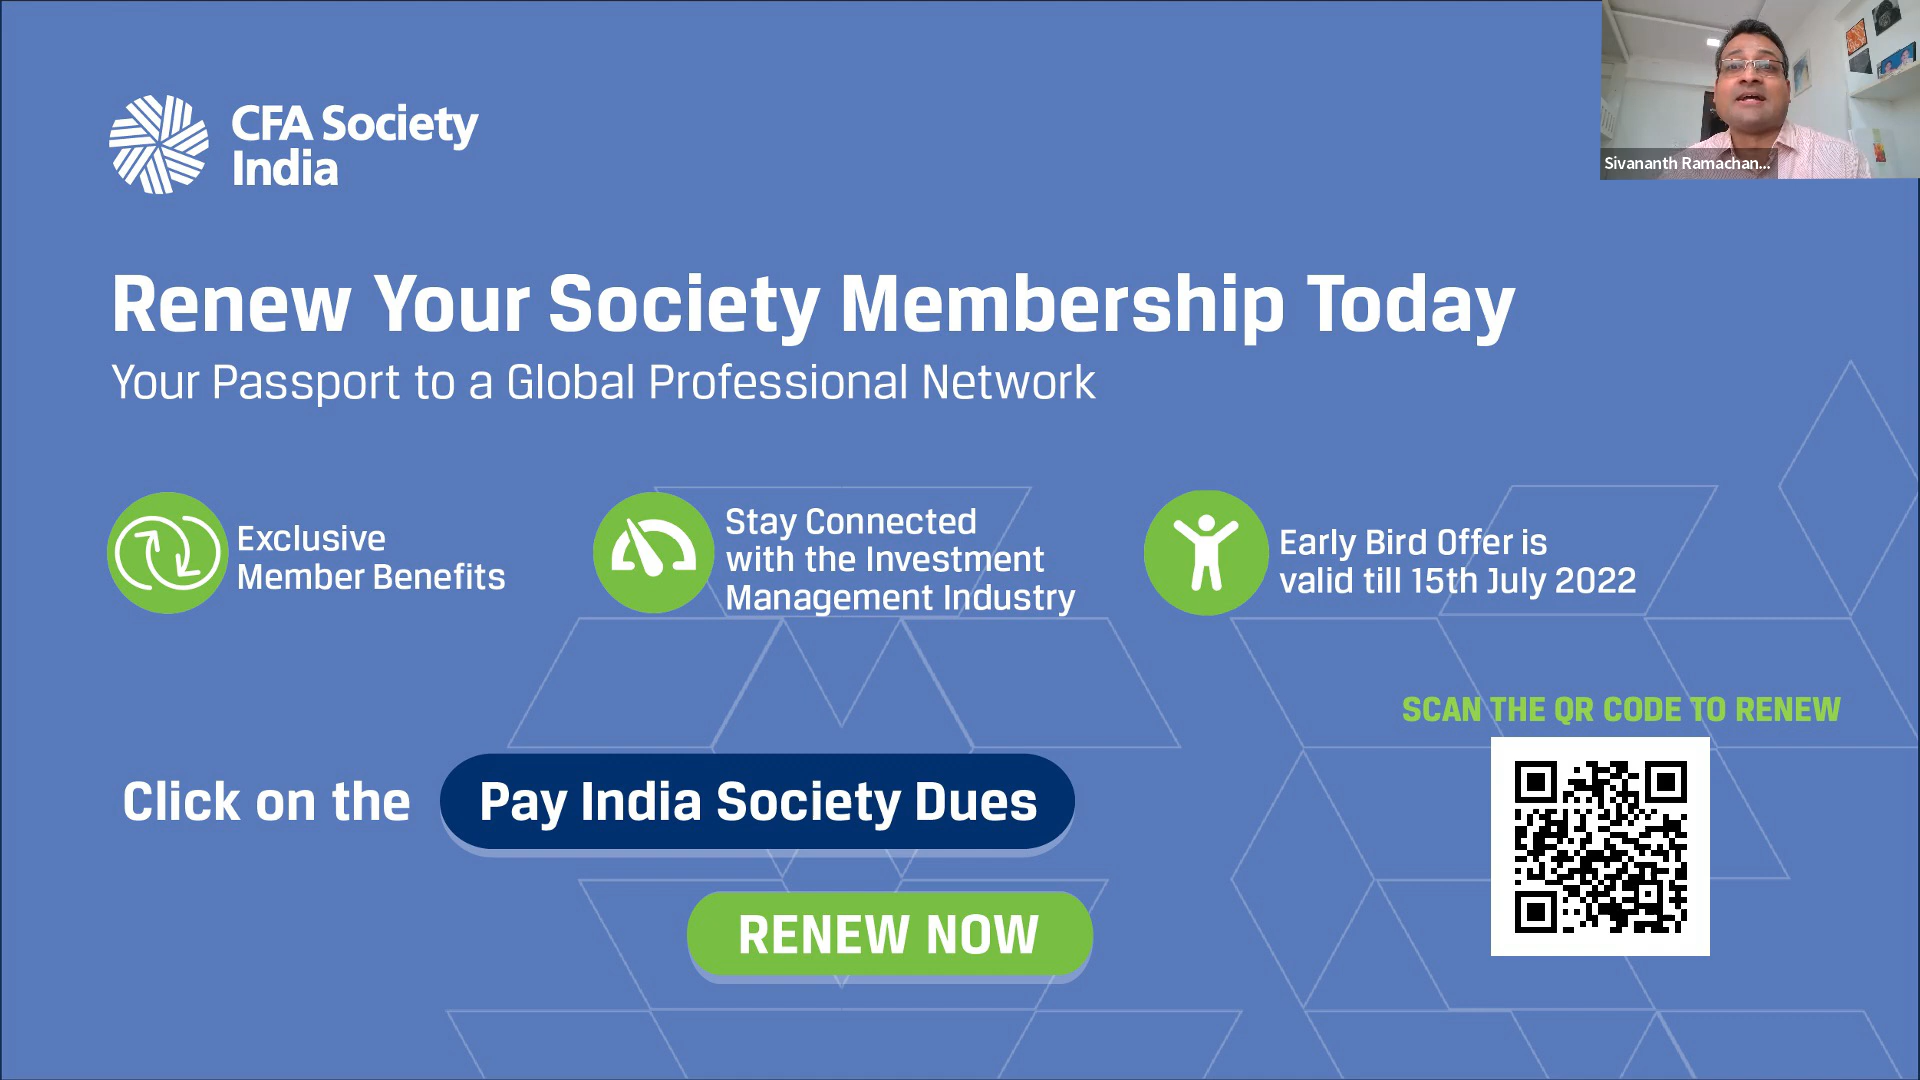 CFA Society
India
Sivananth Ramachan...
Renew Your Society Membership Today
Your Passport to a Global Professional Network
Exclusive
Member Benefits
Stay Connected
with the Investment
Management Industry
Early Bird Offer is
valid till 15th July 2022
SCAN THE QR CODE TO RENEW
Click on the Pay India Society Dues
RENEW NOW